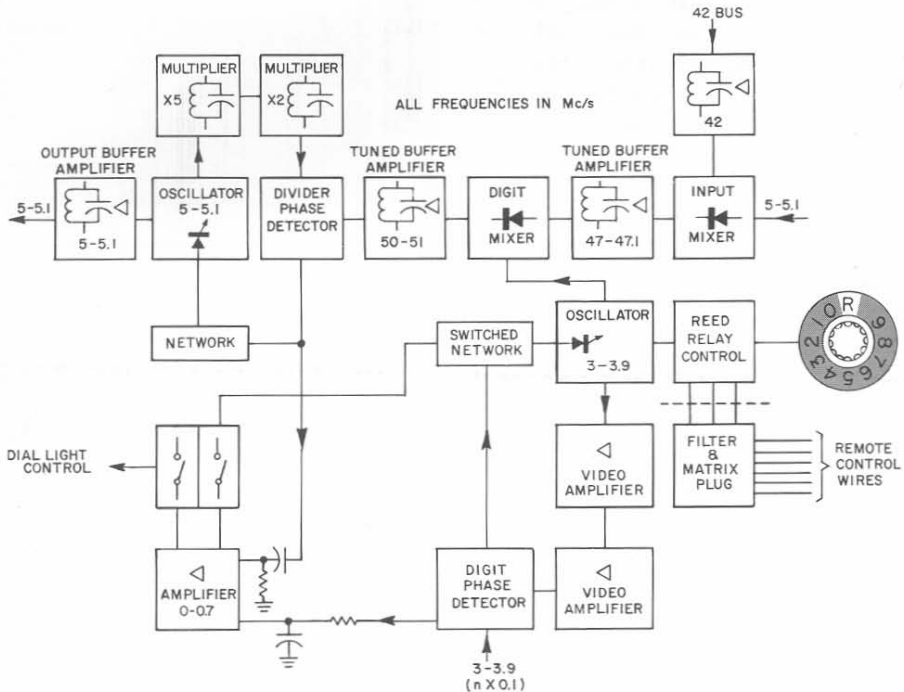 42 BUS
MULTIPLIER
X5
MULTIPLIER
X2
ALL FREQUENCIES IN Mc/s
42
OUTPUT BUFFER
AMPLIFIER
5-5.1
5-5.1
OSCILLATOR
5-5.1
DIVIDER
PHASE
DETECTOR
TUNED BUFFER
AMPLIFIER
50-51
DIGIT
MIXER
TUNED BUFFER
AMPLIFIER
47-47.1
INPUT
MIXER
5-5.1
NETWORK
SWITCHED
NETWORK
OSCILLATOR
3-3.9
REED
RELAY
CONTROL
R 9 8 7 6 5 4 3 2 1 0
DIAL LIGHT
CONTROL
VIDEO
AMPLIFIER
FILTER
&
MATRIX
PLUG
REMOTE
CONTROL
WIRES
AMPLIFIER
0-0.7
DIGIT
PHASE
DETECTOR
VIDEO
AMPLIFIER
3-3.9
(n X 0.1)